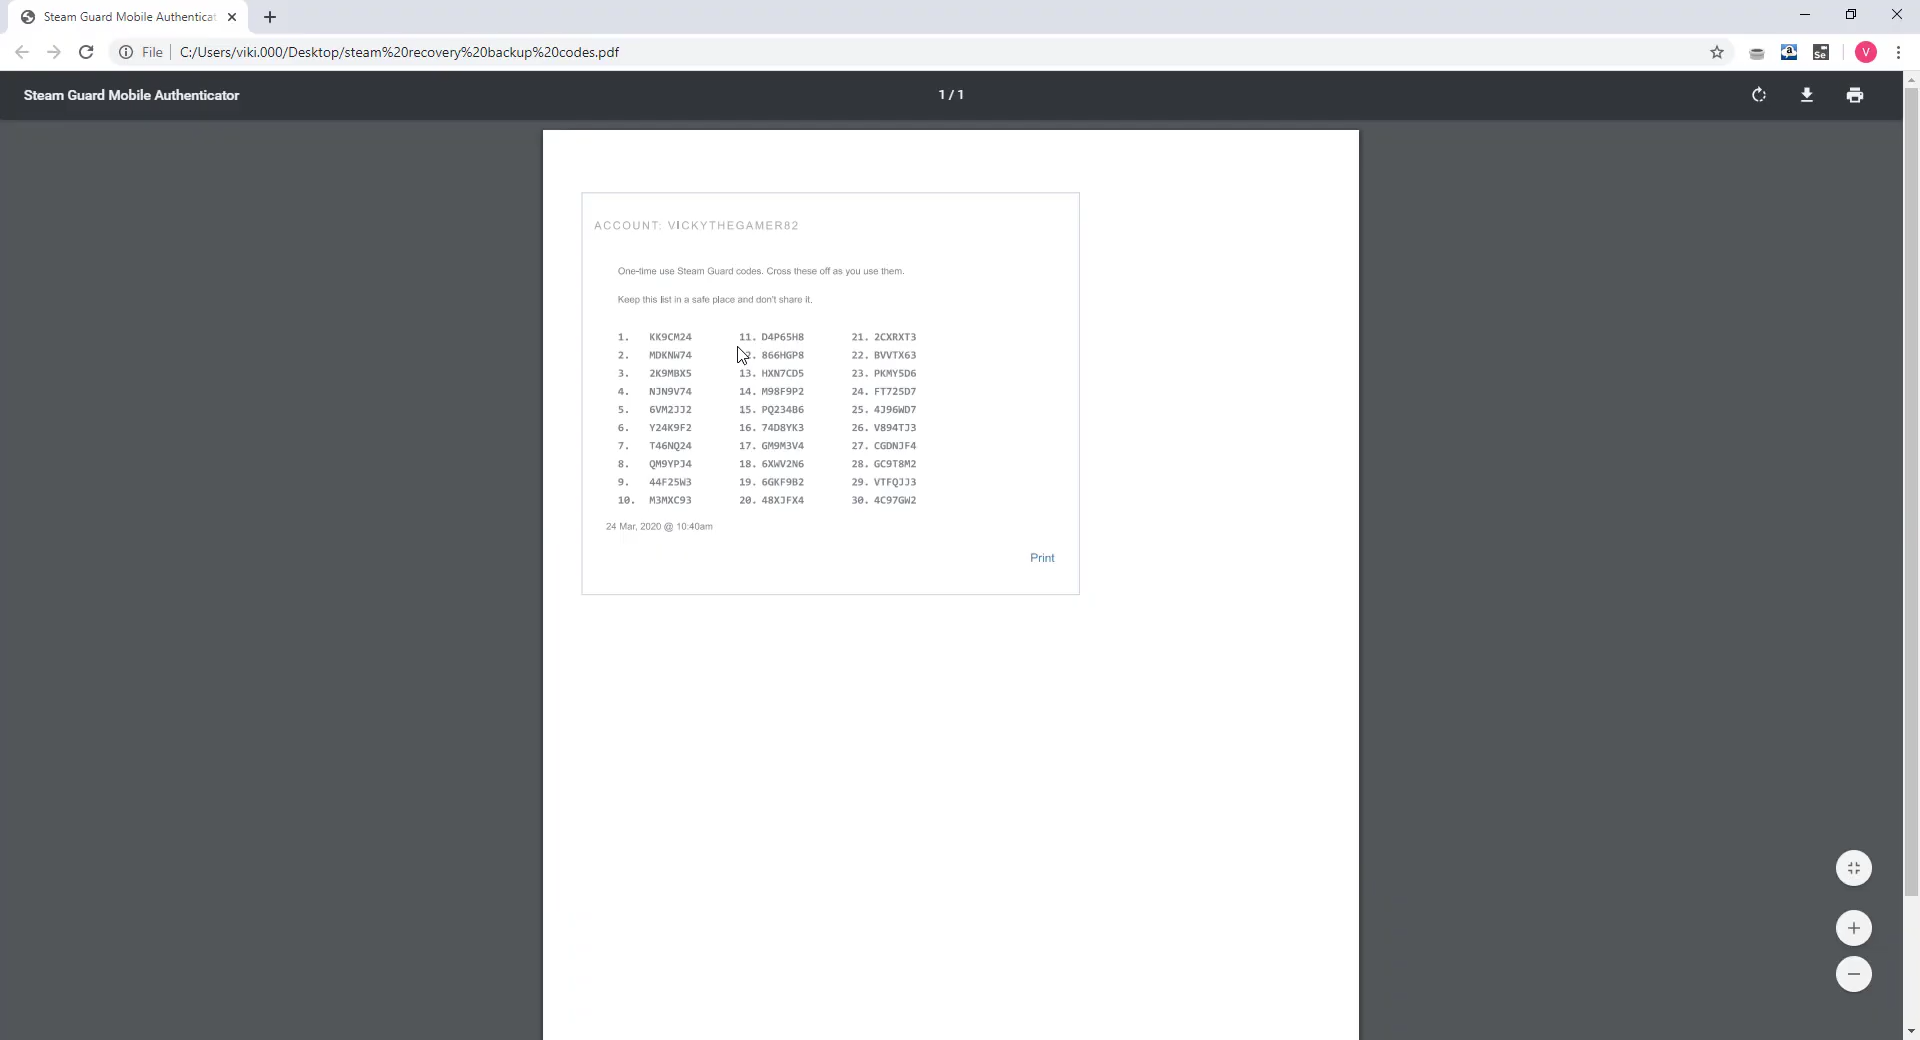 Steam Guard Mobile Authenticat
File C:/Users/viki.000/Desktop/steam%20recovery%20backup%20codes.pdf
a
Se
V
Steam Guard Mobile Authenticator
1 / 1
ACCOUNT: VICKYTHEGAMER82
One-time use Steam Guard codes. Cross these off as you use them.
Keep this list in a safe place and don't share it.
1. KK9CM24 11. D4P65H8 21. 2CXRXT3
2. MDKNW74 2. 866HGP8 22. BVVTX63
3. 2K9MBX5 13. HXN7CD5 23. PKMY5D6
4. NJN9V74 14. M98F9P2 24. FT725D7
5. 6VM2JJ2 15. PQ234B6 25. 4J96WD7
6. Y24K9F2 16. 74D8YK3 26. V894TJ3
7. T46NQ24 17. GM9M3V4 27. CGDNJF4
8. QM9YPJ4 18. 6XWV2N6 28. GC9T8M2
9. 44F25W3 19. 6GKF9B2 29. VTFQJJ3
10. M3MXC93 20. 48XJFX4 30. 4C97GW2
24 Mar, 2020 @ 10:40am
Print